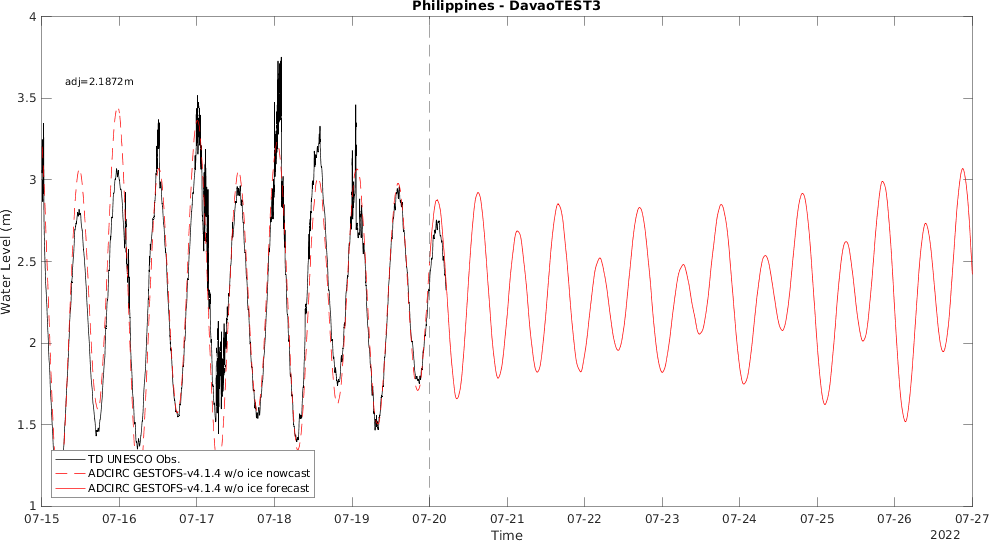 Philippines - DavaoTEST3
4
3.5
3
2.5
2
1.5
1
Water Level (m)
adj=2.1872m
TD UNESCO Obs.
ADCIRC GESTOFS-v4.1.4 w/o ice nowcast
ADCIRC GESTOFS-v4.1.4 w/o ice forecast
07-15 07-16 07-17 07-18 07-19 07-20 07-21 07-22 07-23 07-24 07-25 07-26 07-27
Time
2022